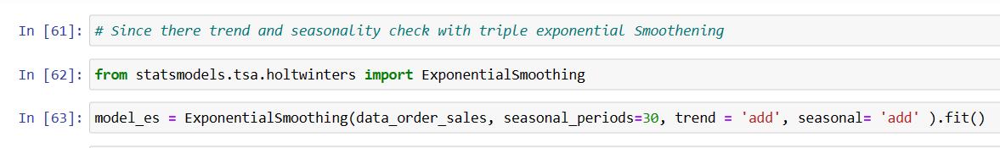 In [61]: # Since there trend and seasonality check with triple exponential Smoothening
In [62]: from statsmodels.tsa.holtwinters import ExponentialSmoothing
In [63]: model_es = ExponentialSmoothing(data_order_sales, seasonal_periods=30, trend = 'add', seasonal= 'add' ).fit()